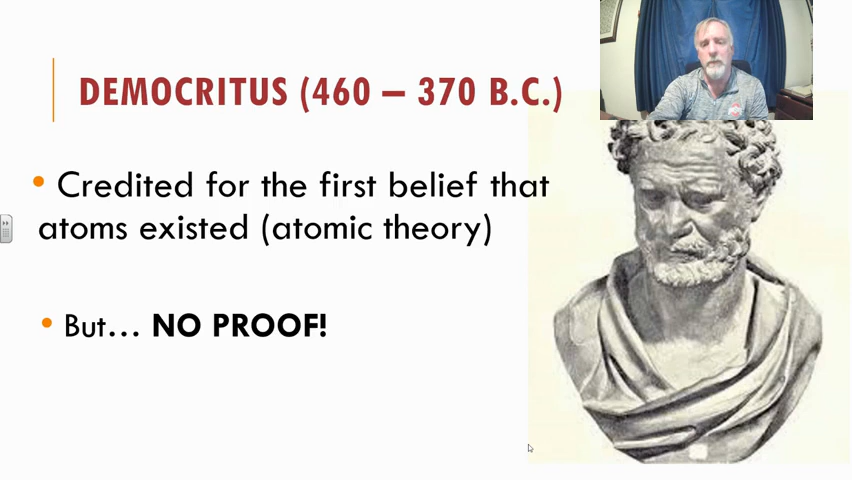 DEMOCRITUS (460 – 370 B.C.)
• Credited for the first belief that
atoms existed (atomic theory)
• But... NO PROOF!